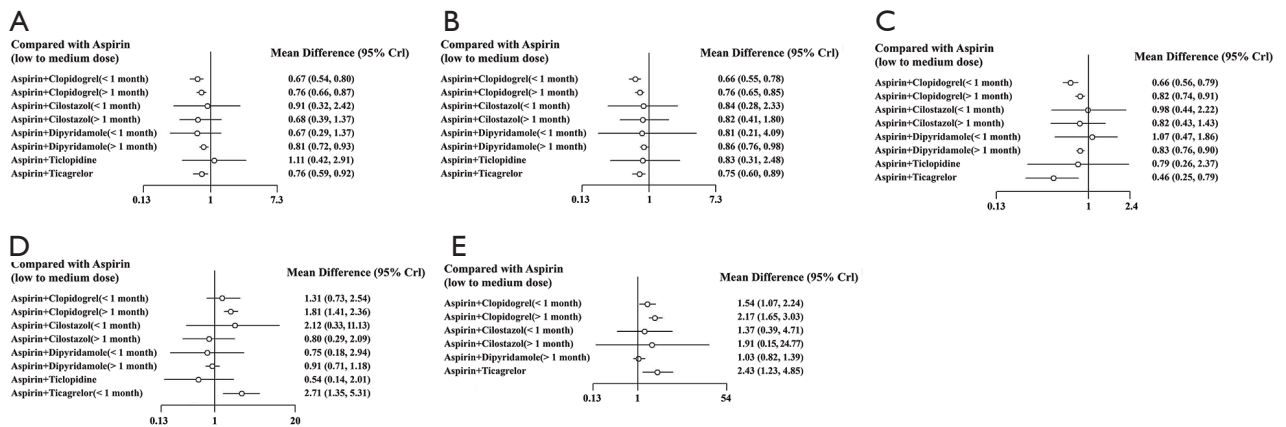 A
Compared with Aspirin
(low to medium dose) Mean Difference (95% Crl)
Aspirin+Clopidogrel(< 1 month) 0.67 (0.54, 0.80)
Aspirin+Clopidogrel(> 1 month) 0.76 (0.66, 0.87)
Aspirin+Cilostazol(< 1 month) 0.91 (0.32, 2.42)
Aspirin+Cilostazol(> 1 month) 0.68 (0.39, 1.37)
Aspirin+Dipyridamole(< 1 month) 0.67 (0.29, 1.37)
Aspirin+Dipyridamole(> 1 month) 0.81 (0.72, 0.93)
Aspirin+Ticlopidine 1.11 (0.42, 2.91)
Aspirin+Ticagrelor 0.76 (0.59, 0.92)
0.13 1 7.3
B
Compared with Aspirin
(low to medium dose) Mean Difference (95% Crl)
Aspirin+Clopidogrel(< 1 month) 0.66 (0.55, 0.78)
Aspirin+Clopidogrel(> 1 month) 0.76 (0.65, 0.85)
Aspirin+Cilostazol(< 1 month) 0.84 (0.28, 2.33)
Aspirin+Cilostazol(> 1 month) 0.82 (0.41, 1.80)
Aspirin+Dipyridamole(< 1 month) 0.81 (0.21, 4.09)
Aspirin+Dipyridamole(> 1 month) 0.86 (0.76, 0.98)
Aspirin+Ticlopidine 0.83 (0.31, 2.48)
Aspirin+Ticagrelor 0.75 (0.60, 0.89)
0.13 1 7.3
C
Compared with Aspirin
(low to medium dose) Mean Difference (95% Crl)
Aspirin+Clopidogrel(< 1 month) 0.66 (0.56, 0.79)
Aspirin+Clopidogrel(> 1 month) 0.82 (0.74, 0.91)
Aspirin+Cilostazol(< 1 month) 0.98 (0.44, 2.22)
Aspirin+Cilostazol(> 1 month) 0.82 (0.43, 1.43)
Aspirin+Dipyridamole(< 1 month) 1.07 (0.47, 1.86)
Aspirin+Dipyridamole(> 1 month) 0.83 (0.76, 0.90)
Aspirin+Ticlopidine 0.79 (0.26, 2.37)
Aspirin+Ticagrelor 0.46 (0.25, 0.79)
0.13 1 2.4
D
Compared with Aspirin
(low to medium dose) Mean Difference (95% Crl)
Aspirin+Clopidogrel(< 1 month) 1.31 (0.73, 2.54)
Aspirin+Clopidogrel(> 1 month) 1.81 (1.41, 2.36)
Aspirin+Cilostazol(< 1 month) 2.12 (0.33, 11.13)
Aspirin+Cilostazol(> 1 month) 0.80 (0.29, 2.09)
Aspirin+Dipyridamole(< 1 month) 0.75 (0.18, 2.94)
Aspirin+Dipyridamole(> 1 month) 0.91 (0.71, 1.18)
Aspirin+Ticlopidine 0.54 (0.14, 2.01)
Aspirin+Ticagrelor(< 1 month) 2.71 (1.35, 5.31)
0.13 1 20
E
Compared with Aspirin
(low to medium dose) Mean Difference (95% Crl)
Aspirin+Clopidogrel(< 1 month) 1.54 (1.07, 2.24)
Aspirin+Clopidogrel(> 1 month) 2.17 (1.65, 3.03)
Aspirin+Cilostazol(< 1 month) 1.37 (0.39, 4.71)
Aspirin+Cilostazol(> 1 month) 1.91 (0.15, 24.77)
Aspirin+Dipyridamole(> 1 month) 1.03 (0.82, 1.39)
Aspirin+Ticagrelor 2.43 (1.23, 4.85)
0.13 1 54